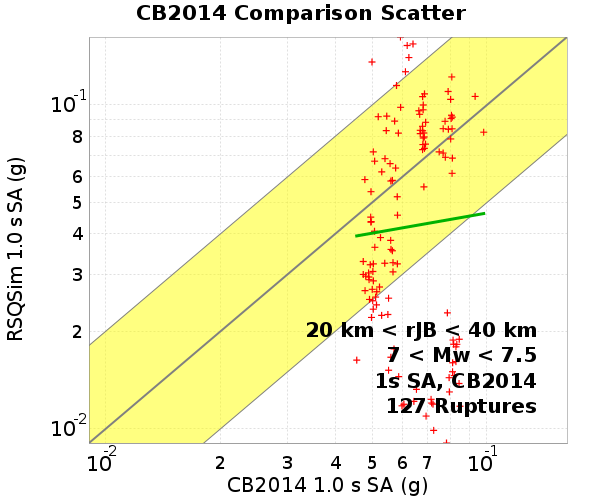 CB2014 Comparison Scatter
RSQSim 1.0 s SA (g)
10-1
8
6
5
4
3
2
10-2
20 km < rJB < 40 km
7 < Mw < 7.5
1s SA, CB2014
127 Ruptures
10-2 2 3 4 5 6 7 10-1
CB2014 1.0 s SA (g)